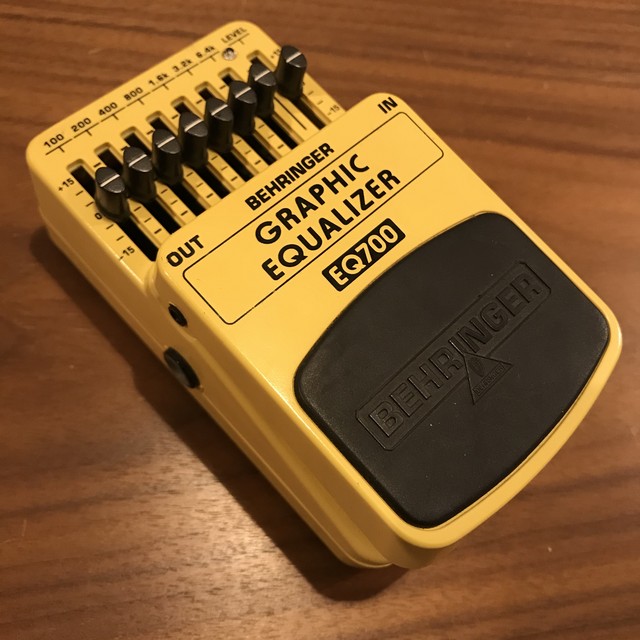 100 200 400 800 1.6k 3.2k 6.4k LEVEL
+15
0
-15
15
OUT
IN
BEHRINGER
GRAPHIC
EQUALIZER
EQ700
BEHRINGER